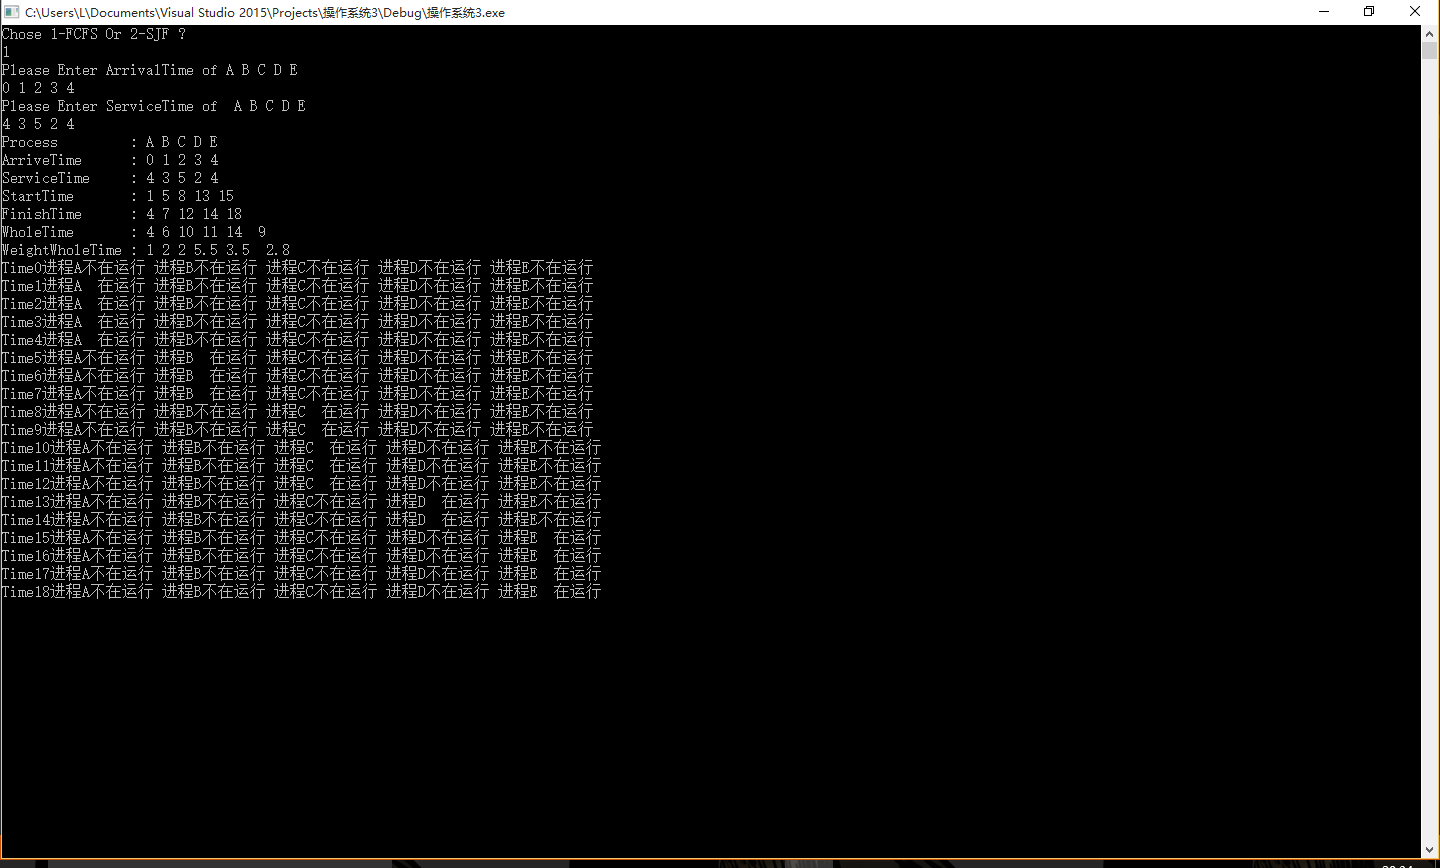 C:\Users\L\Documents\Visual Studio 2015\Projects\操作系统3\Debug\操作系统3.exe
Chose 1-FCFS Or 2-SJF ?
1
Please Enter ArrivalTime of A B C D E
0 1 2 3 4
Please Enter ServiceTime of  A B C D E
4 3 5 2 4
Process         : A B C D E
ArriveTime      : 0 1 2 3 4
ServiceTime     : 4 3 5 2 4
StartTime       : 1 5 8 13 15
FinishTime      : 4 7 12 14 18
WholeTime       : 4 6 10 11 14  9
WeightWholeTime : 1 2 2 5.5 3.5  2.8
Time0进程A不在运行 进程B不在运行 进程C不在运行 进程D不在运行 进程E不在运行
Time1进程A  在运行 进程B不在运行 进程C不在运行 进程D不在运行 进程E不在运行
Time2进程A  在运行 进程B不在运行 进程C不在运行 进程D不在运行 进程E不在运行
Time3进程A  在运行 进程B不在运行 进程C不在运行 进程D不在运行 进程E不在运行
Time4进程A  在运行 进程B不在运行 进程C不在运行 进程D不在运行 进程E不在运行
Time5进程A不在运行 进程B  在运行 进程C不在运行 进程D不在运行 进程E不在运行
Time6进程A不在运行 进程B  在运行 进程C不在运行 进程D不在运行 进程E不在运行
Time7进程A不在运行 进程B  在运行 进程C不在运行 进程D不在运行 进程E不在运行
Time8进程A不在运行 进程B不在运行 进程C  在运行 进程D不在运行 进程E不在运行
Time9进程A不在运行 进程B不在运行 进程C  在运行 进程D不在运行 进程E不在运行
Time10进程A不在运行 进程B不在运行 进程C  在运行 进程D不在运行 进程E不在运行
Time11进程A不在运行 进程B不在运行 进程C  在运行 进程D不在运行 进程E不在运行
Time12进程A不在运行 进程B不在运行 进程C  在运行 进程D不在运行 进程E不在运行
Time13进程A不在运行 进程B不在运行 进程C不在运行 进程D  在运行 进程E不在运行
Time14进程A不在运行 进程B不在运行 进程C不在运行 进程D  在运行 进程E不在运行
Time15进程A不在运行 进程B不在运行 进程C不在运行 进程D不在运行 进程E  在运行
Time16进程A不在运行 进程B不在运行 进程C不在运行 进程D不在运行 进程E  在运行
Time17进程A不在运行 进程B不在运行 进程C不在运行 进程D不在运行 进程E  在运行
Time18进程A不在运行 进程B不在运行 进程C不在运行 进程D不在运行 进程E  在运行